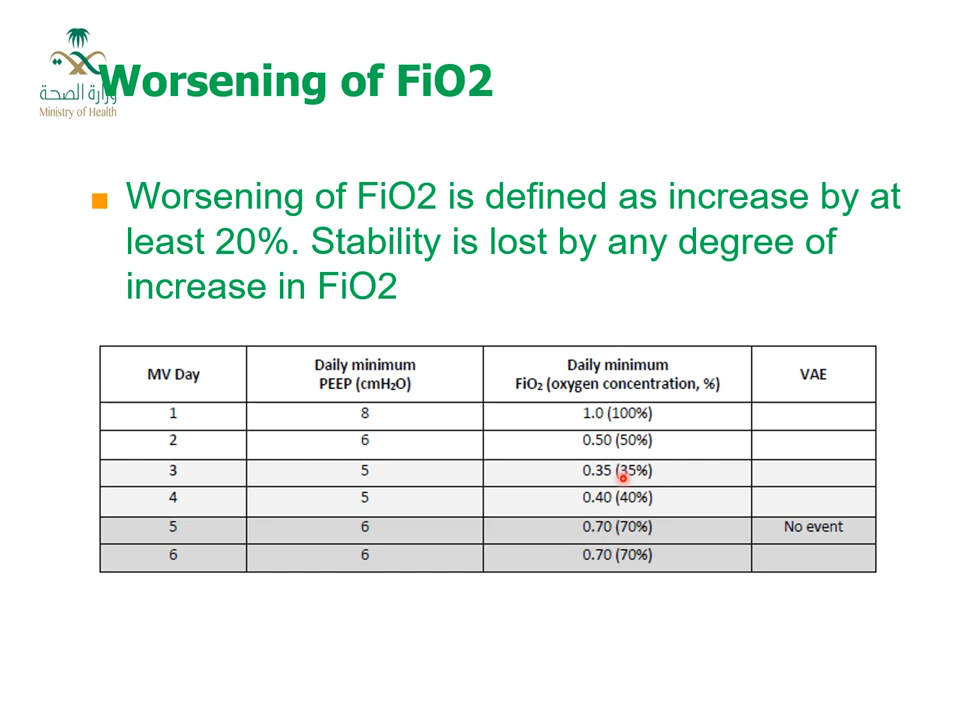 وزارة الصحة
Ministry of Health
Worsening of FiO2
Worsening of FiO2 is defined as increase by at
least 20%. Stability is lost by any degree of
increase in FiO2
MV Day	Daily minimum PEEP (cmH₂O)	Daily minimum FiO₂ (oxygen concentration, %)	VAE
1	8	1.0 (100%)
2	6	0.50 (50%)
3	5	0.35 (35%)
4	5	0.40 (40%)
5	6	0.70 (70%)	No event
6	6	0.70 (70%)